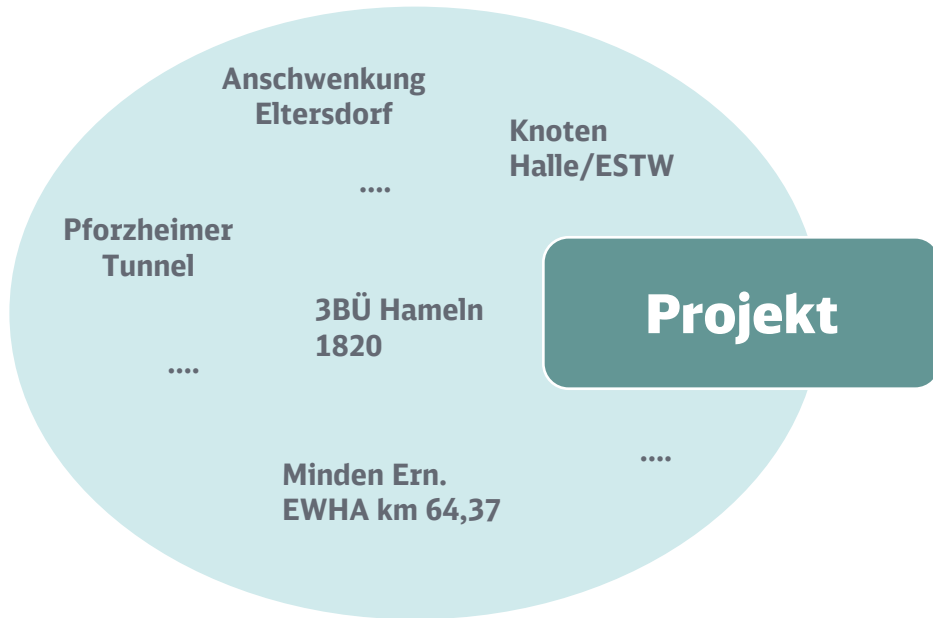 Anschwenkung
Eltersdorf
Knoten
Halle/ESTW
....
Pforzheimer
Tunnel
3BÜ Hameln
1820
Projekt
....
....
Minden Ern.
EWHA km 64,37